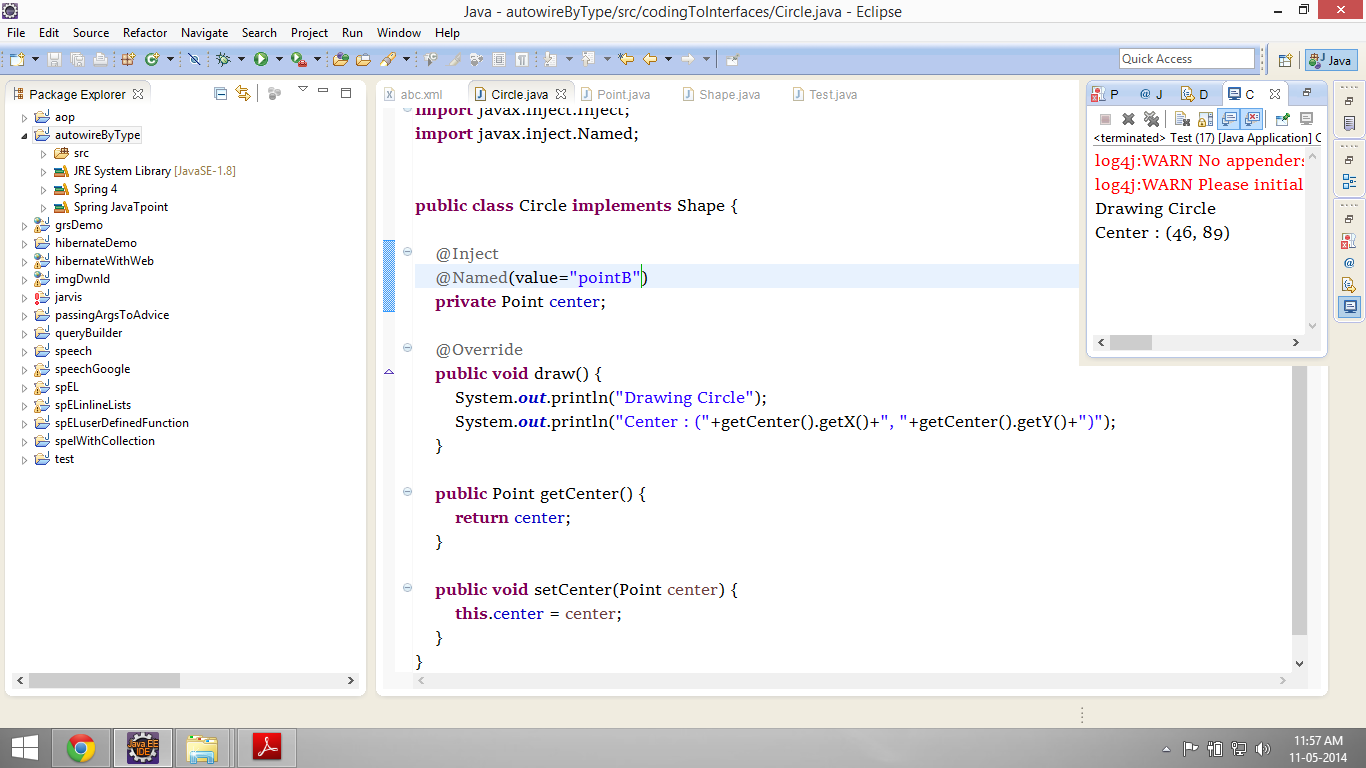 Java - autowireByType/src/codingToInterfaces/Circle.java - Eclipse
File Edit Source Refactor Navigate Search Project Run Window Help
Quick Access
Java
Package Explorer
aop
autowireByType
src
JRE System Library [JavaSE-1.8]
Spring 4
Spring JavaTpoint
grsDemo
hibernateDemo
hibernateWithWeb
imgDwnld
jarvis
passingArgsToAdvice
queryBuilder
speech
speechGoogle
spEL
spELinlineLists
spELuserDefinedFunction
spelWithCollection
test
abc.xml Circle.java Point.java Shape.java Test.java
import javax.inject.Inject;
import javax.inject.Named;
public class Circle implements Shape {
@Inject
@Named(value="pointB")
private Point center;
@Override
public void draw() {
System.out.println("Drawing Circle");
System.out.println("Center : ("+getCenter().getX()+", "+getCenter().getY()+")");
}
public Point getCenter() {
return center;
}
public void setCenter(Point center) {
this.center = center;
}
}
P @ J D C
<terminated> Test (17) [Java Application] C
log4j:WARN No appenders
log4j:WARN Please initial
Drawing Circle
Center : (46, 89)
Java EE
IDE
11:57 AM
11-05-2014